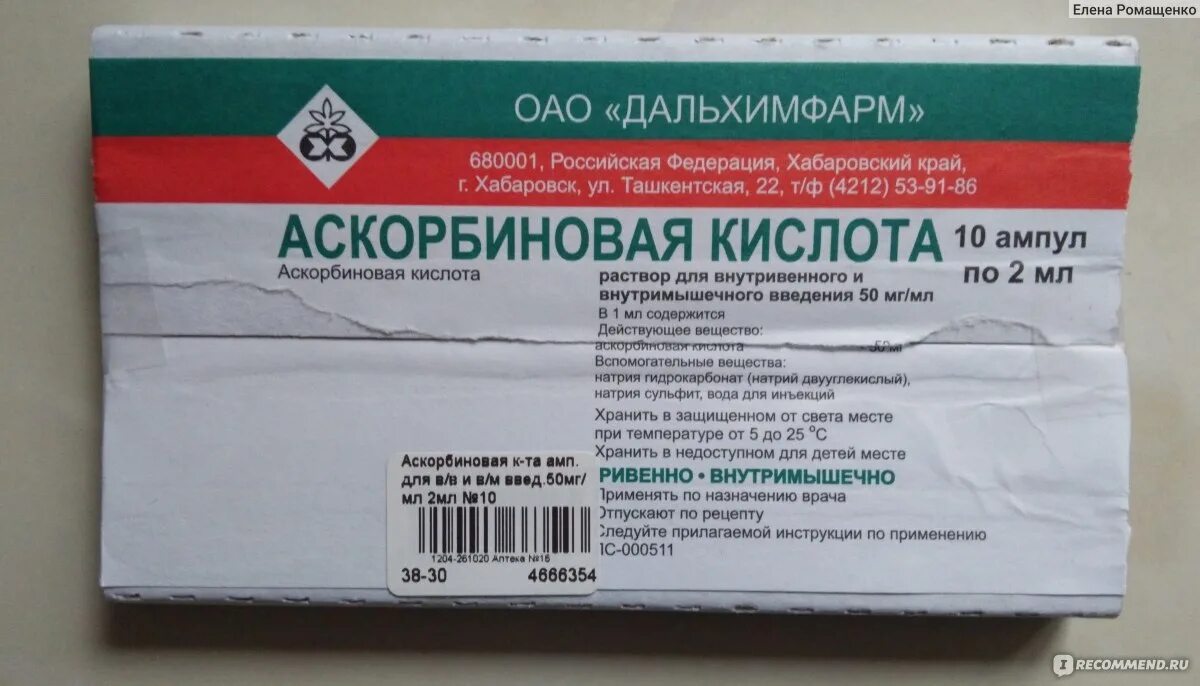 Елена Ромащенко
ОАО «ДАЛЬХИМФАРМ»
680001, Российская Федерация, Хабаровский край,
г. Хабаровск, ул. Ташкентская, 22, т/ф (4212) 53-91-86
АСКОРБИНОВАЯ КИСЛОТА
10 ампул
по 2 мл
Аскорбиновая кислота
раствор для внутривенного и
внутримышечного введения 50 мг/мл
В 1 мл содержится
Действующее вещество:
аскорбиновая кислота 50 мг
Вспомогательные вещества:
натрия гидрокарбонат (натрий двууглекислый),
натрия сульфит, вода для инъекций
Хранить в защищенном от света месте
при температуре от 5 до 25 °С
Хранить в недоступном для детей месте
РИВЕННО • ВНУТРИМЫШЕЧНО
Применять по назначению врача
Отпускают по рецепту
Следуйте прилагаемой инструкции по применению
ЛС-000511
Аскорбиновая к-та амп.
для в/в и в/м введ.50мг/
мл 2мл №10
1204-261020 Аптека №16
38-30 4666354
IRECOMMEND.RU